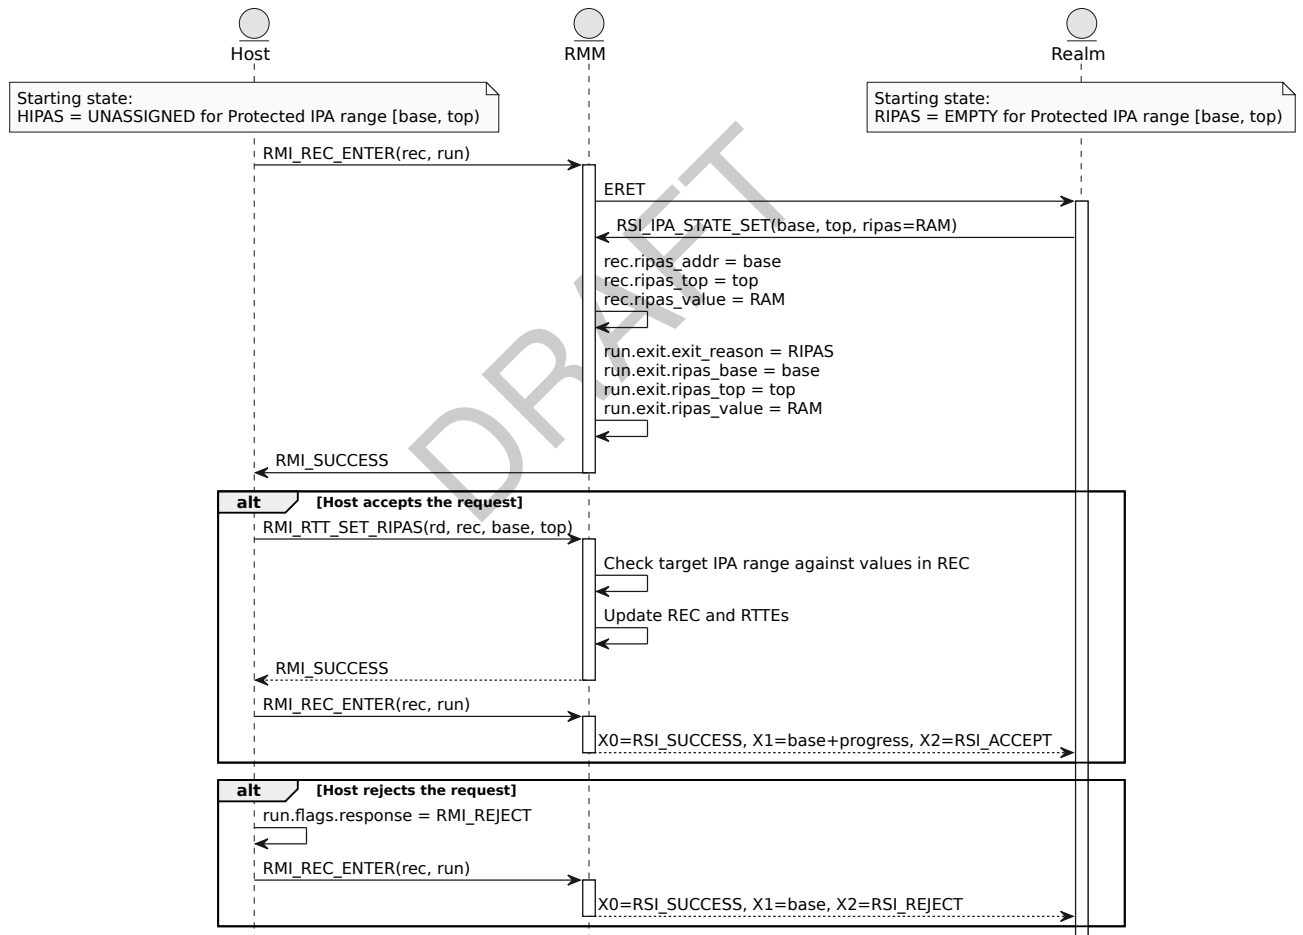 Host
RMM
Realm
Starting state:
HIPAS = UNASSIGNED for Protected IPA range [base, top)
Starting state:
RIPAS = EMPTY for Protected IPA range [base, top)
RMI_REC_ENTER(rec, run)
ERET
RSI_IPA_STATE_SET(base, top, ripas=RAM)
rec.ripas_addr = base
rec.ripas_top = top
rec.ripas_value = RAM
run.exit.exit_reason = RIPAS
run.exit.ripas_base = base
run.exit.ripas_top = top
run.exit.ripas_value = RAM
RMI_SUCCESS
DRAFT
alt [Host accepts the request]
RMI_RTT_SET_RIPAS(rd, rec, base, top)
Check target IPA range against values in REC
Update REC and RTTEs
RMI_SUCCESS
RMI_REC_ENTER(rec, run)
X0=RSI_SUCCESS, X1=base+progress, X2=RSI_ACCEPT
alt [Host rejects the request]
run.flags.response = RMI_REJECT
RMI_REC_ENTER(rec, run)
X0=RSI_SUCCESS, X1=base, X2=RSI_REJECT